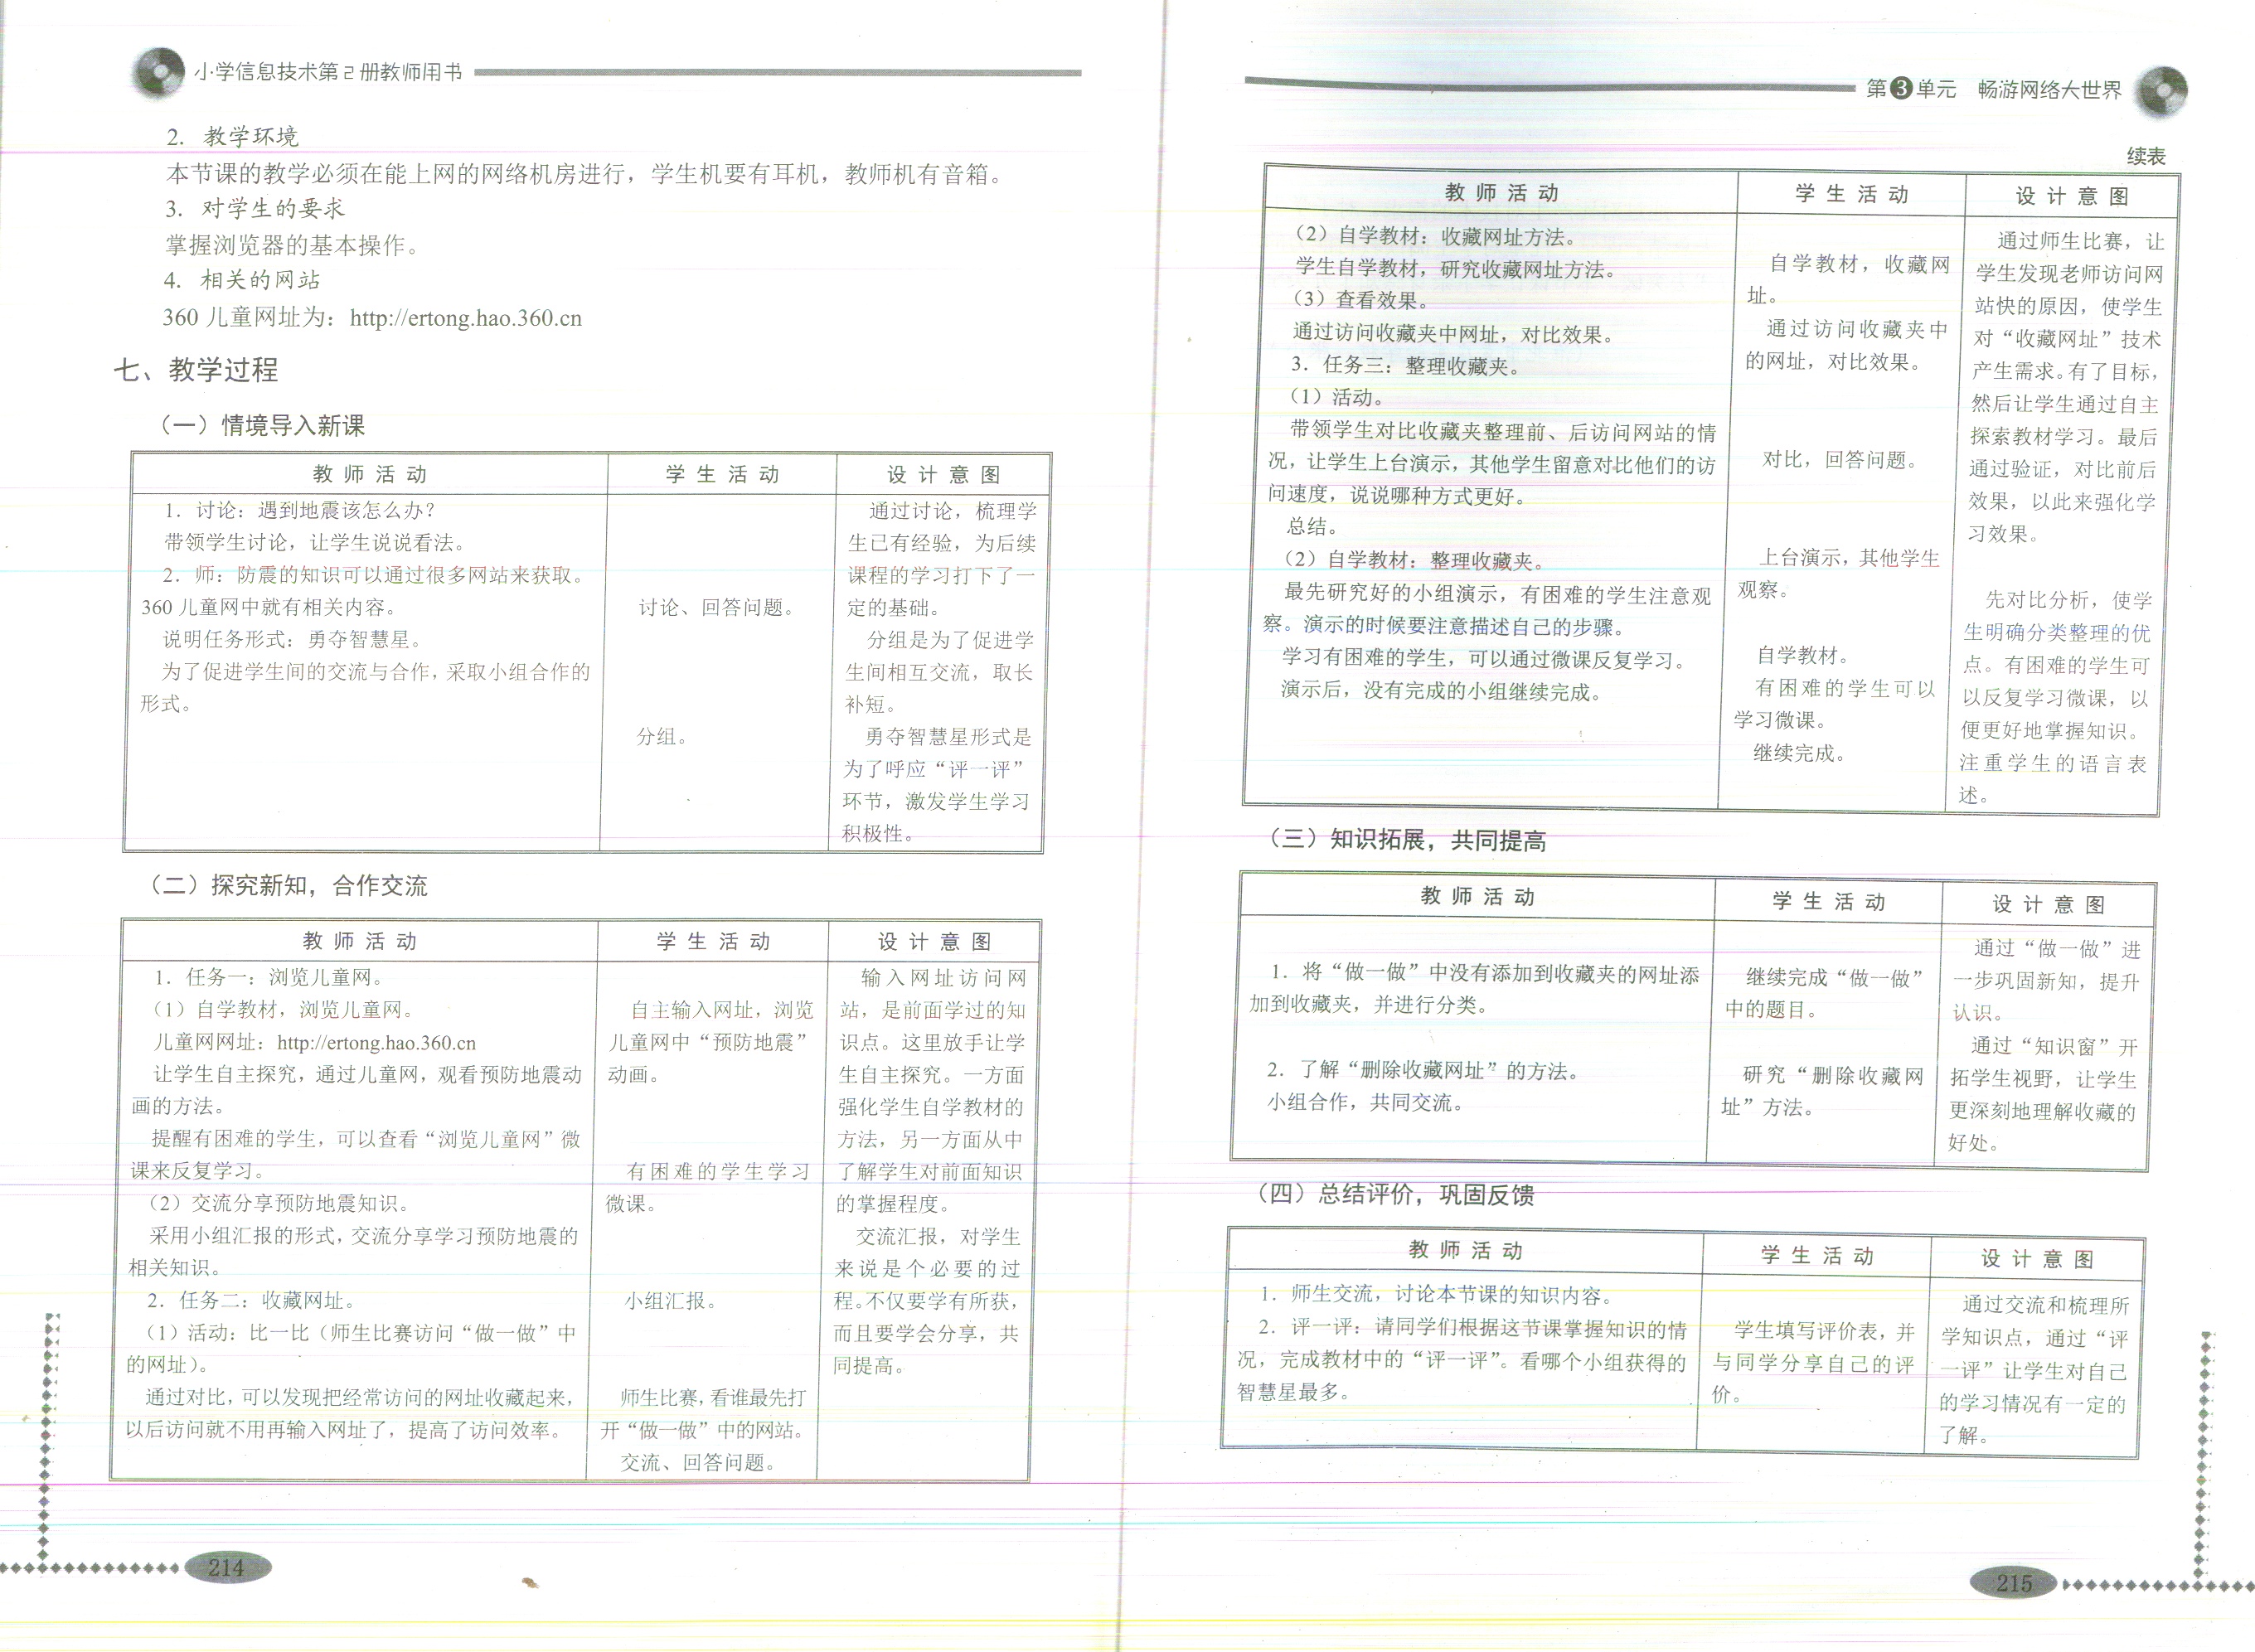 小学信息技术第2册教师用书
2. 教学环境
本节课的教学必须在能上网的网络机房进行，学生机要有耳机，教师机有音箱。
3. 对学生的要求
掌握浏览器的基本操作。
4. 相关的网站
360 儿童网址为：http://ertong.hao.360.cn
七、教学过程
（一）情境导入新课
教 师 活 动
1. 讨论：遇到地震该怎么办？
带领学生讨论，让学生说说看法。
2. 师：防震的知识可以通过很多网站来获取。
360 儿童网中就有相关内容。
说明任务形式：勇夺智慧星。
为了促进学生间的交流与合作，采取小组合作的
形式。
学 生 活 动
讨论、回答问题。
分组。
设 计 意 图
通过讨论，梳理学
生已有经验，为后续
课程的学习打下了一
定的基础。
分组是为了促进学
生间相互交流，取长
补短。
勇夺智慧星形式是
为了呼应“评一评”
环节，激发学生学习
积极性。
（二）探究新知，合作交流
教 师 活 动
1. 任务一：浏览儿童网。
（1）自学教材，浏览儿童网。
儿童网网址：http://ertong.hao.360.cn
让学生自主探究，通过儿童网，观看预防地震动
画的方法。
提醒有困难的学生，可以查看“浏览儿童网”微
课来反复学习。
（2）交流分享预防地震知识。
采用小组汇报的形式，交流分享学习预防地震的
相关知识。
2. 任务二：收藏网址。
（1）活动：比一比（师生比赛访问“做一做”中
的网址）。
通过对比，可以发现把经常访问的网址收藏起来，
以后访问就不用再输入网址了，提高了访问效率。
学 生 活 动
自主输入网址，浏览
儿童网中“预防地震”
动画。
有困难的学生学习
微课。
小组汇报。
师生比赛，看谁最先打
开“做一做”中的网站。
交流、回答问题。
设 计 意 图
输入网址访问网
站，是前面学过的知
识点。这里放手让学
生自主探究。一方面
强化学生自学教材的
方法，另一方面从中
了解学生对前面知识
的掌握程度。
交流汇报，对学生
来说是个必要的过
程。不仅要学有所获，
而且要学会分享，共
同提高。
214
第3单元 畅游网络大世界
续表
教 师 活 动
（2）自学教材：收藏网址方法。
学生自学教材，研究收藏网址方法。
（3）查看效果。
通过访问收藏夹中网址，对比效果。
3. 任务三：整理收藏夹。
（1）活动。
带领学生对比收藏夹整理前、后访问网站的情
况，让学生上台演示，其他学生留意对比他们的访
问速度，说说哪种方式更好。
总结。
（2）自学教材：整理收藏夹。
最先研究好的小组演示，有困难的学生注意观
察。演示的时候要注意描述自己的步骤。
学习有困难的学生，可以通过微课反复学习。
演示后，没有完成的小组继续完成。
学 生 活 动
自学教材，收藏网
址。
通过访问收藏夹中
的网址，对比效果。
对比，回答问题。
上台演示，其他学生
观察。
自学教材。
有困难的学生可以
学习微课。
继续完成。
设 计 意 图
通过师生比赛，让
学生发现老师访问网
站快的原因，使学生
对“收藏网址”技术
产生需求。有了目标，
然后让学生通过自主
探索教材学习。最后
通过验证，对比前后
效果，以此来强化学
习效果。
先对比分析，使学
生明确分类整理的优
点。有困难的学生可
以反复学习微课，以
便更好地掌握知识。
注重学生的语言表
述。
（三）知识拓展，共同提高
教 师 活 动
1. 将“做一做”中没有添加到收藏夹的网址添
加到收藏夹，并进行分类。
2. 了解“删除收藏网址”的方法。
小组合作，共同交流。
学 生 活 动
继续完成“做一做”
中的题目。
研究“删除收藏网
址”方法。
设 计 意 图
通过“做一做”进
一步巩固新知，提升
认识。
通过“知识窗”开
拓学生视野，让学生
更深刻地理解收藏的
好处。
（四）总结评价，巩固反馈
教 师 活 动
1. 师生交流，讨论本节课的知识内容。
2. 评一评：请同学们根据这节课掌握知识的情
况，完成教材中的“评一评”。看哪个小组获得的
智慧星最多。
学 生 活 动
学生填写评价表，并
与同学分享自己的评
价。
设 计 意 图
通过交流和梳理所
学知识点，通过“评
一评”让学生对自己
的学习情况有一定的
了解。
215